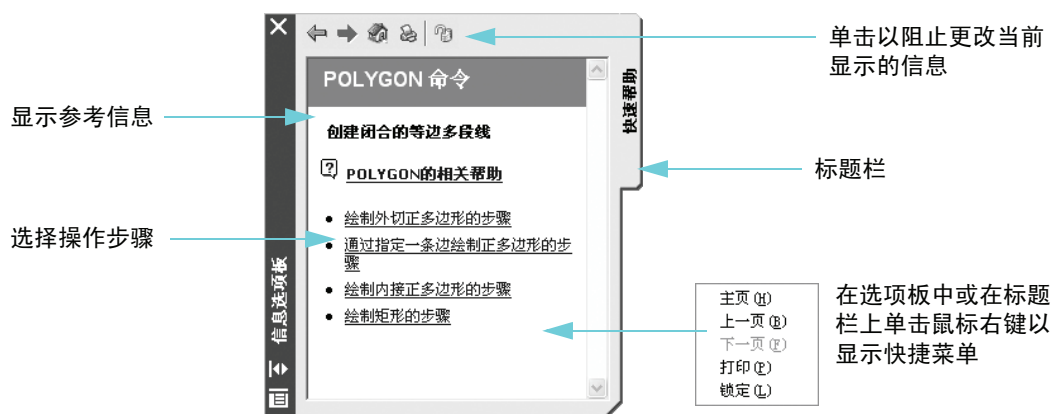 单击以阻止更改当前
显示的信息
POLYGON 命令
快速帮助
显示参考信息
创建闭合的等边多段线
POLYGON的相关帮助
标题栏
选择操作步骤
绘制外切正多边形的步骤
通过指定一条边绘制正多边形的步
骤
绘制内接正多边形的步骤
绘制矩形的步骤
信息选项板
主页(H)
上一页(B)
下一页(F)
打印(P)
锁定(L)
在选项板中或在标题
栏上单击鼠标右键以
显示快捷菜单